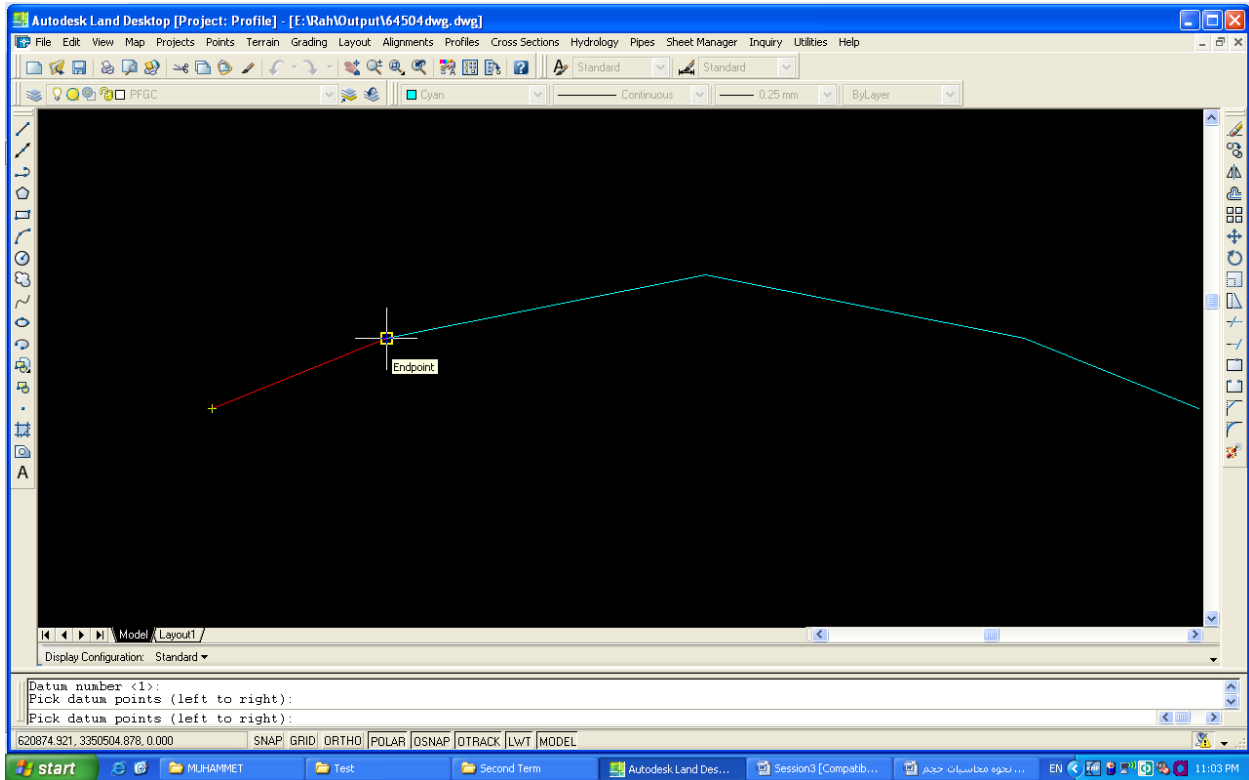 Autodesk Land Desktop [Project: Profile] - [E:\Rah\Output\64504dwg.dwg]
File Edit View Map Projects Points Terrain Grading Layout Alignments Profiles Cross Sections Hydrology Pipes Sheet Manager Inquiry Utilities Help
Standard Standard
PFGC Cyan Continuous 0.25 mm ByLayer
Endpoint
A
Model Layout1
Display Configuration: Standard
Datum number <1>:
Pick datum points (left to right):
Pick datum points (left to right):
620874.921, 3350504.878, 0.000 SNAP GRID ORTHO POLAR OSNAP OTRACK LWT MODEL
start MUHAMMET Test Second Term Autodesk Land Des... Session3 [Compatib... نحوه محاسبات حجم ... EN 11:03 PM